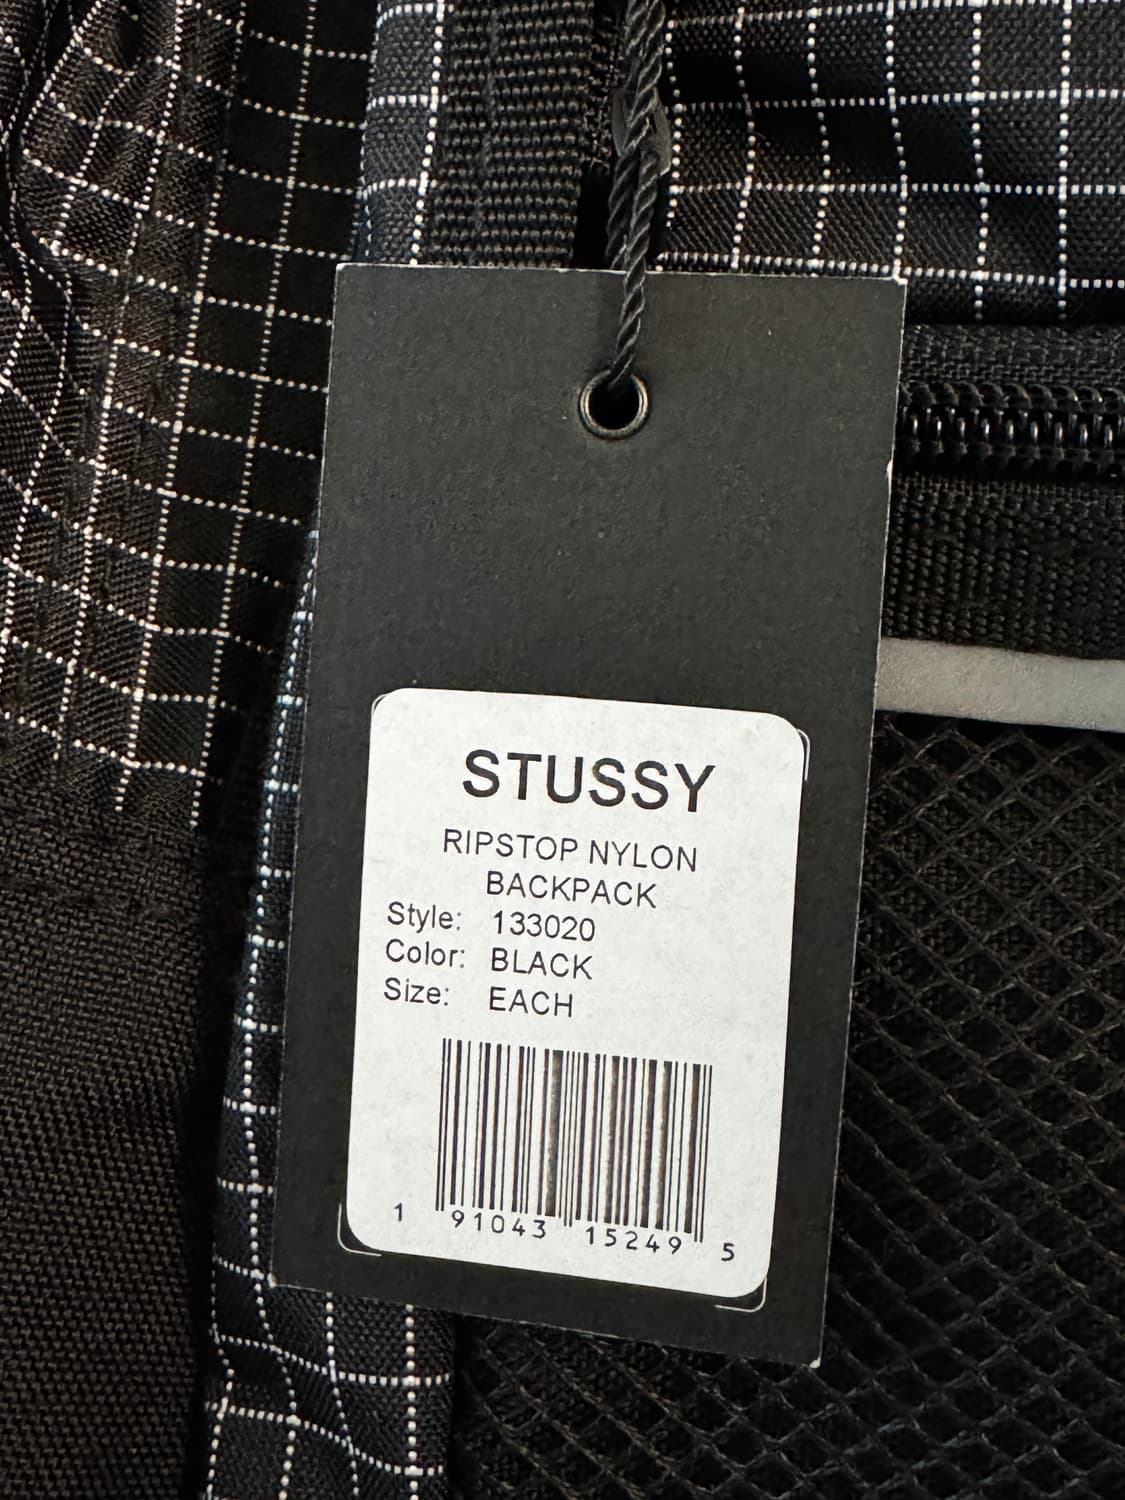 STUSSY
RIPSTOP NYLON
BACKPACK
Style: 133020
Color: BLACK
Size: EACH
1 91043 15249 5